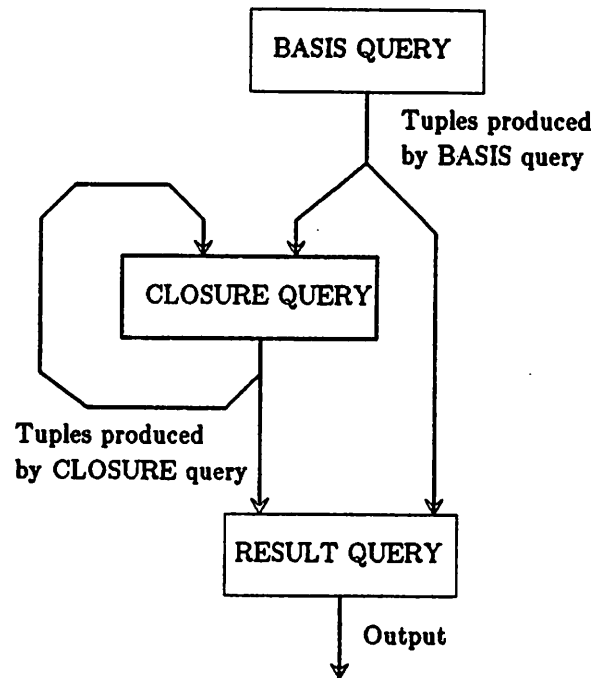 BASIS QUERY
Tuples produced
by BASIS query
CLOSURE QUERY
Tuples produced
by CLOSURE query
RESULT QUERY
Output